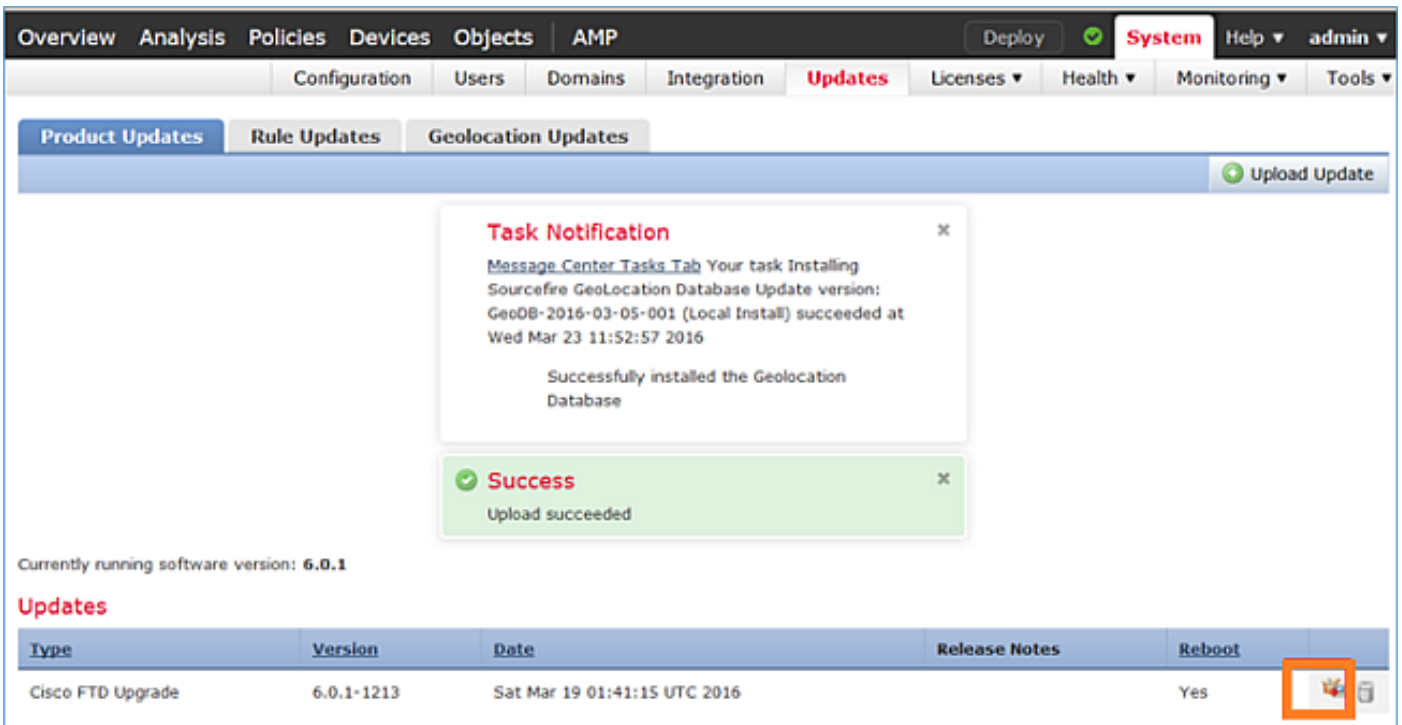 Overview Analysis Policies Devices Objects AMP Deploy System Help admin
Configuration Users Domains Integration Updates Licenses Health Monitoring Tools
Product Updates Rule Updates Geolocation Updates
Upload Update
Task Notification
Message Center Tasks Tab Your task Installing
Sourcefire GeoLocation Database Update version:
GeoDB-2016-03-05-001 (Local Install) succeeded at
Wed Mar 23 11:52:57 2016
Successfully installed the Geolocation
Database
Success
Upload succeeded
Currently running software version: 6.0.1
Updates
Type Version Date Release Notes Reboot
Cisco FTD Upgrade 6.0.1-1213 Sat Mar 19 01:41:15 UTC 2016 Yes